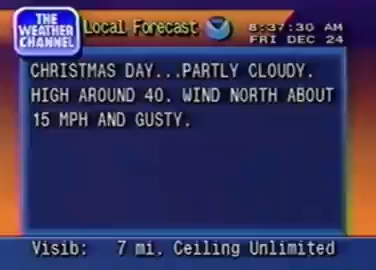 THE
WEATHER
CHANNEL
Local Forecast
8:37:30 AM
FRI DEC 24
CHRISTMAS DAY...PARTLY CLOUDY.
HIGH AROUND 40. WIND NORTH ABOUT
15 MPH AND GUSTY.
Visib: 7 mi. Ceiling Unlimited